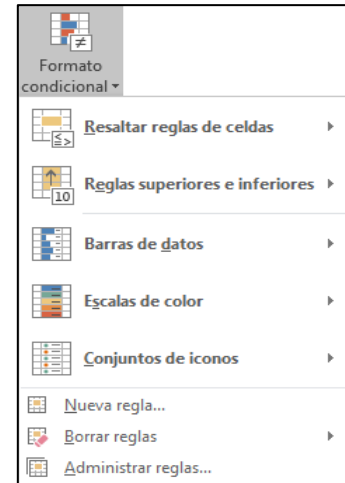 ≠
Formato
condicional
≤ >
Resaltar reglas de celdas
10
Reglas superiores e inferiores
Barras de datos
Escalas de color
Conjuntos de iconos
Nueva regla...
Borrar reglas
Administrar reglas...